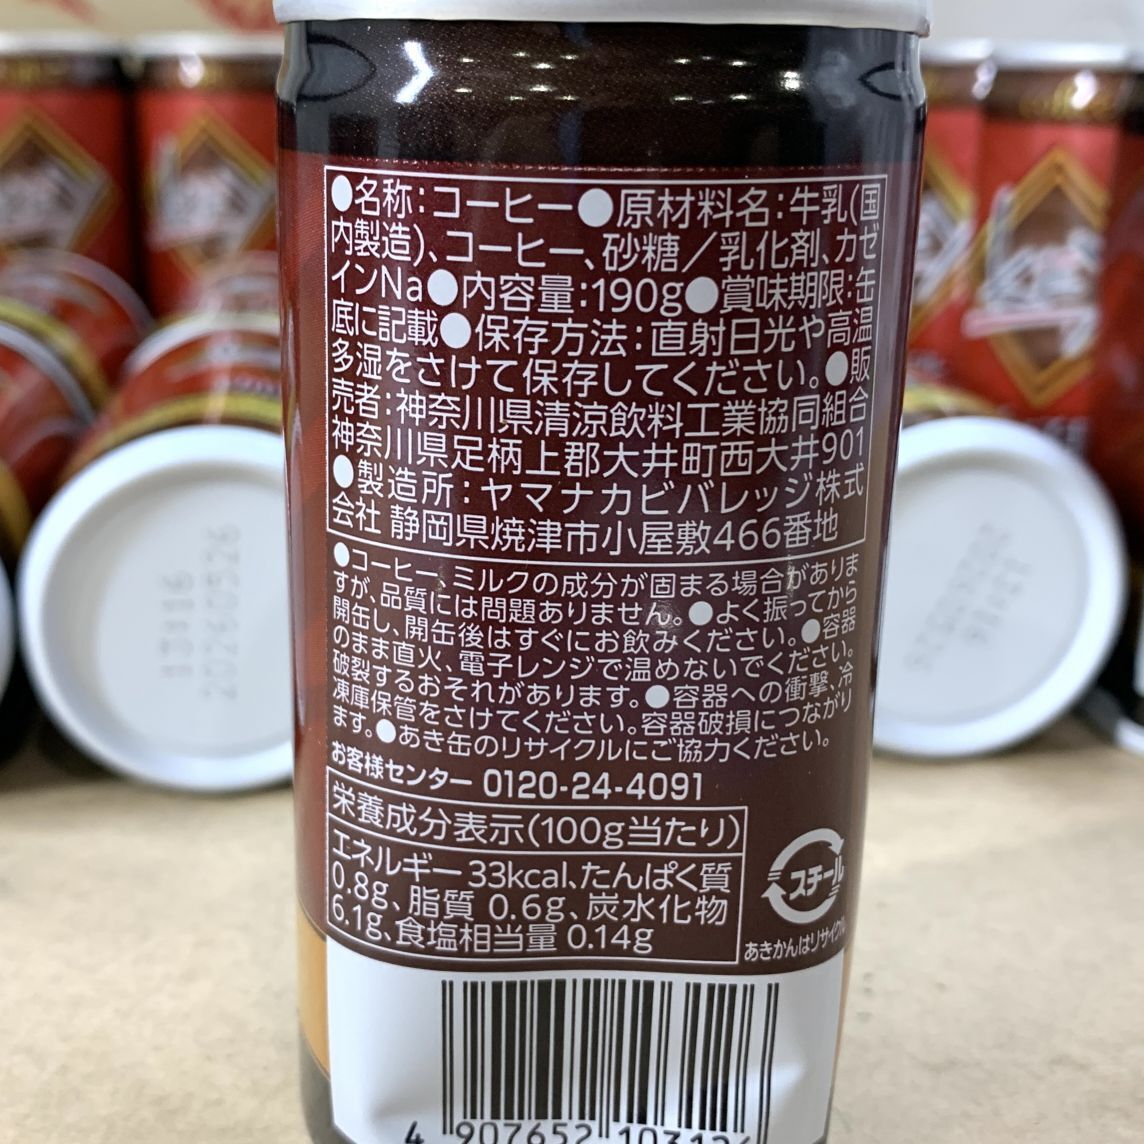 ●名称:コーヒー●原材料名:牛乳(国
内製造)、コーヒー、砂糖／乳化剤、カゼ
インNa●内容量:190g●賞味期限:缶
底に記載●保存方法:直射日光や高温
多湿をさけて保存してください。●販
売者:神奈川県清涼飲料工業協同組合
神奈川県足柄上郡大井町西大井901
●製造所:ヤマナカビバレッジ株式
会社 静岡県焼津市小屋敷466番地
●コーヒー、ミルクの成分が固まる場合がありま
すが、品質には問題ありません。●よく振ってから
開缶し、開缶後はすぐにお飲みください。●容器
のまま直火、電子レンジで温めないでください。
破裂するおそれがあります。●容器への衝撃、冷
凍庫保管をさけてください。容器破損につながり
ます。●あき缶のリサイクルにご協力ください。
お客様センター 0120-24-4091
栄養成分表示(100g当たり)
エネルギー 33kcal、たんぱく質
0.8g、脂質 0.6g、炭水化物
6.1g、食塩相当量 0.14g
スチール
あきかんはリサイクル
4 907652 103124